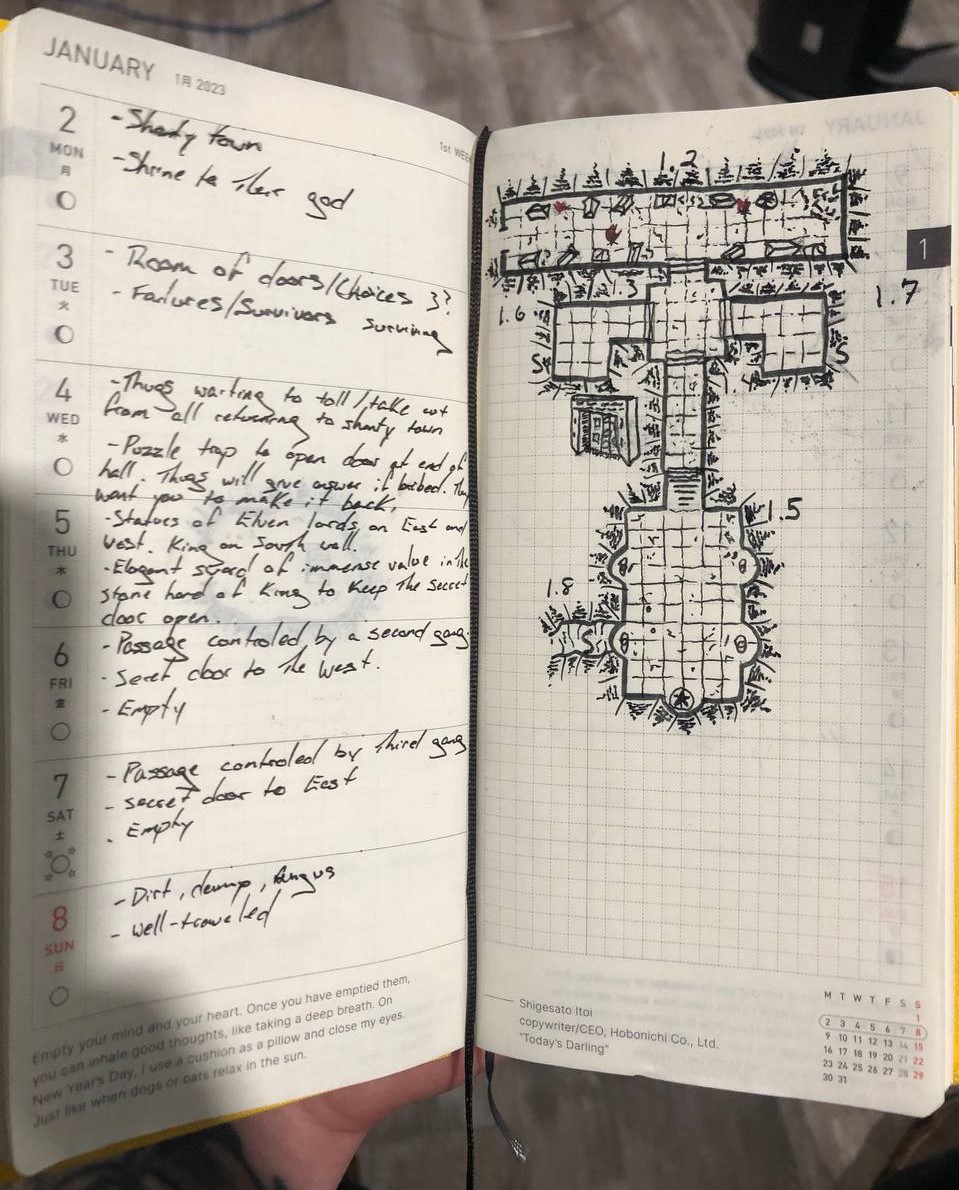 JANUARY 1月 2023
1st WEE
2
MON
月
- Shanty town
- Shrine to their god
3
TUE
火
- Room of doors/Choices 3?
- Failures/Survivors surviving
4
WED
水
- Thugs waiting to toll/take cut
from all returning to shanty town
- Puzzle trap to open door at end of
hall. Thugs will give answer if bribed. They
want you to make it back.
5
THU
木
- Statues of Elven lords on East and
West. King on South wall.
- Elegant sword of immense value in the
stone hand of King to keep the secret
door open.
6
FRI
金
- Passage controled by a second gang
- Secret door to the West.
- Empty
7
SAT
土
- Passage controled by third gang
- secret door to East
- Empty
8
SUN
日
- Dirt, damp, fungus
- well-traveled
Empty your mind and your heart. Once you have emptied them,
you can inhale good thoughts, like taking a deep breath. On
New Year's Day, I use a cushion as a pillow and close my eyes.
Just like when dogs or cats relax in the sun.
1.2
1
1.3
1.6
1.7
S
S
1.4
1.5
1.8
S
Shigesato Itoi
copywriter/CEO, Hobonichi Co., Ltd.
"Today's Darling"
M T W T F S S
1
2 3 4 5 6 7 8
9 10 11 12 13 14 15
16 17 18 19 20 21 22
23 24 25 26 27 28 29
30 31